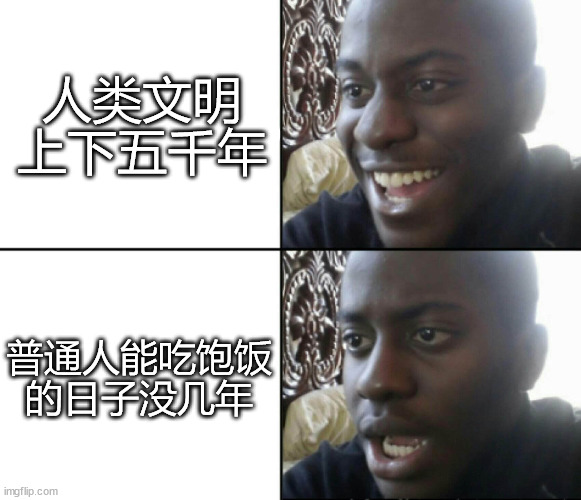 人类文明
上下五千年
普通人能吃饱饭
的日子没几年
imgflip.com